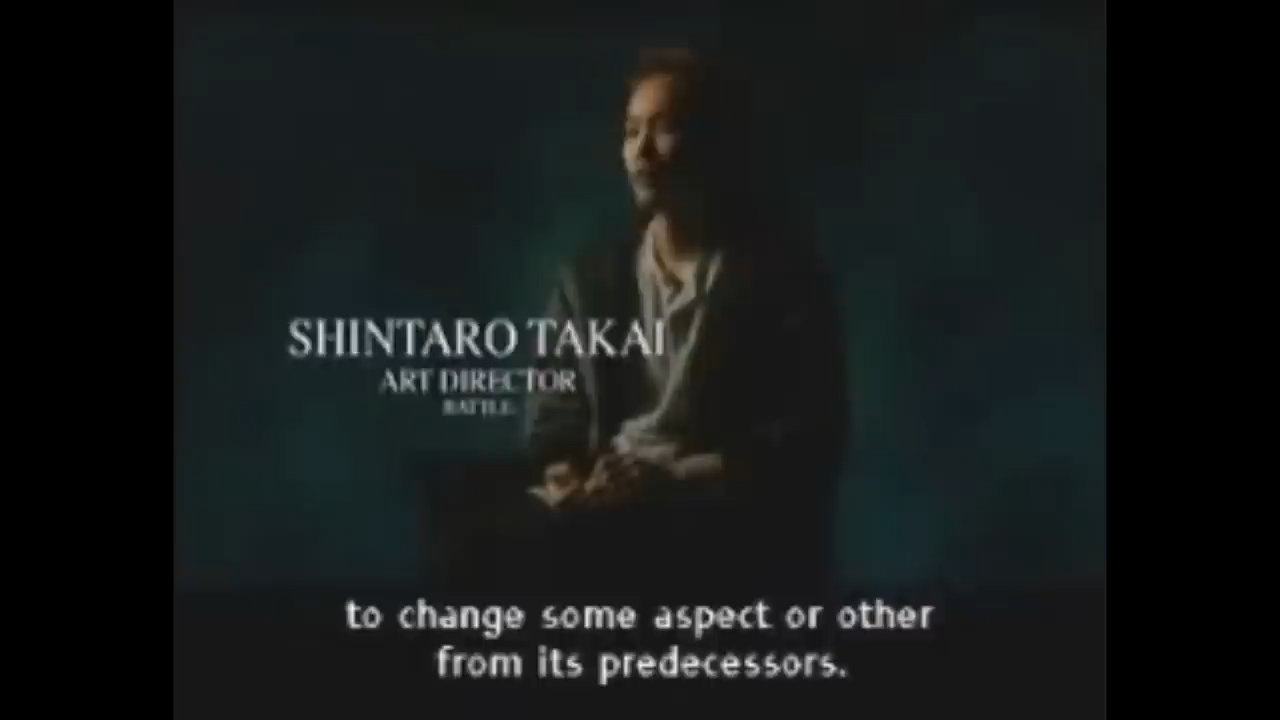 SHINTARO TAKAI
ART DIRECTOR
BATTLE
to change some aspect or other
from its predecessors.